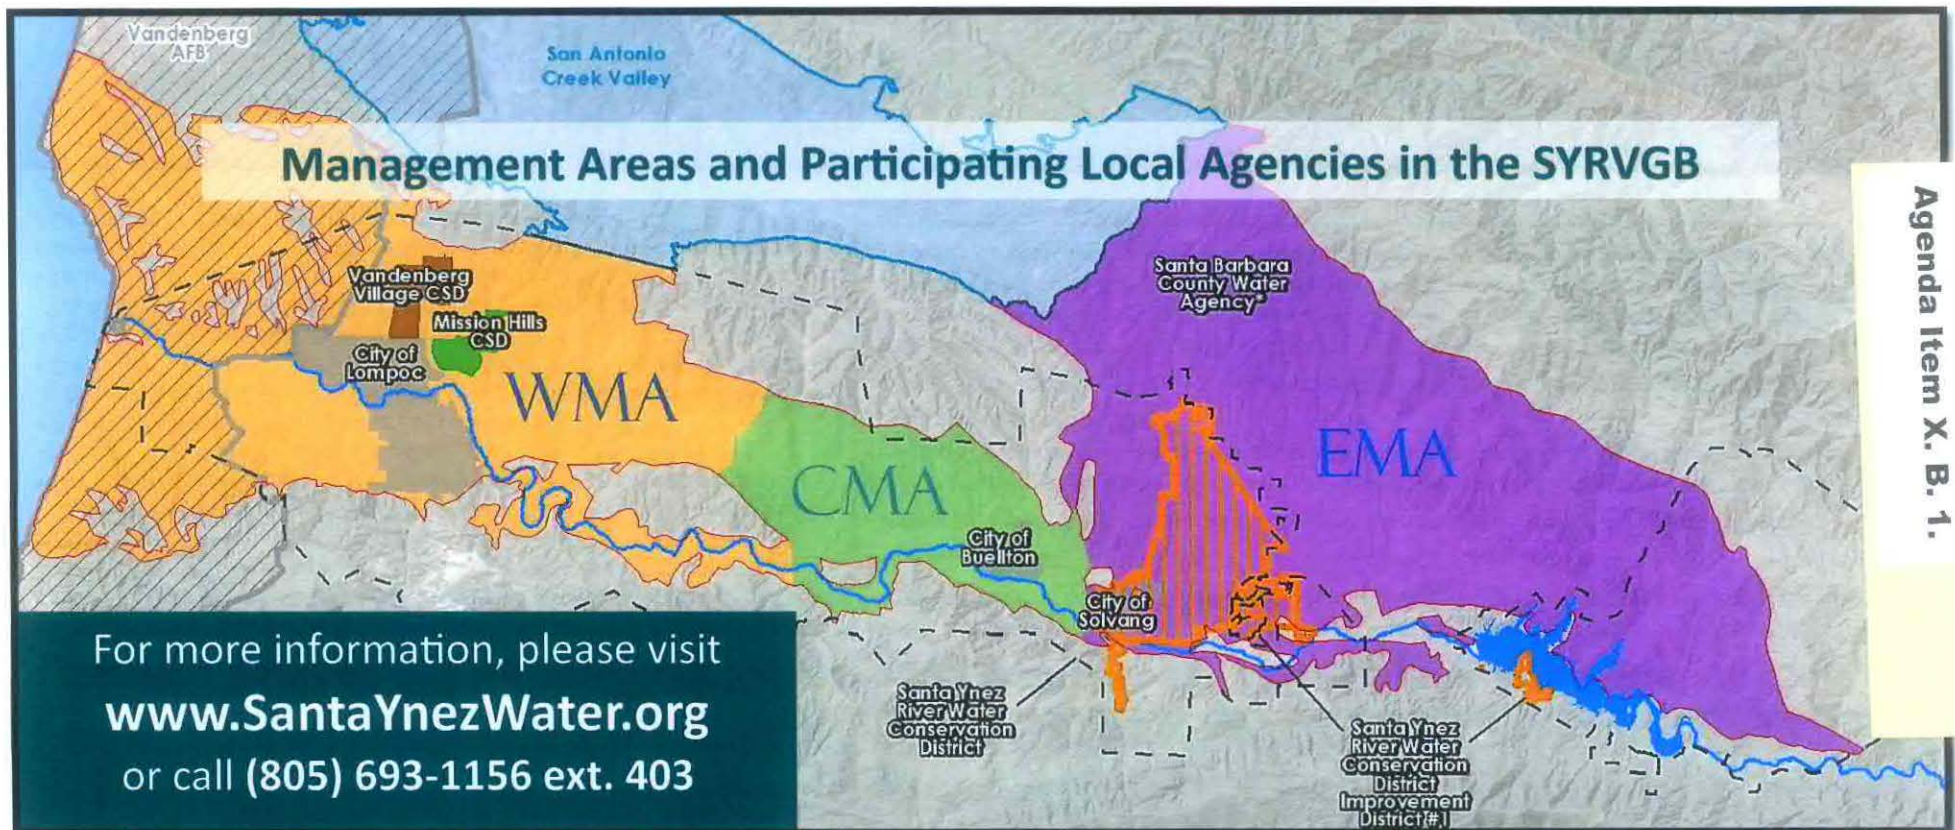 Vandenberg
AFB
San Antonio
Creek Valley
Management Areas and Participating Local Agencies in the SYRVGB
Agenda Item X. B. 1.
Santa Barbara
County Water
Agency*
Vandenberg
Village CSD
Mission Hills
CSD
City of
Lompoc
WMA
CMA
EMA
City of
Buellton
City of
Solvang
Santa Ynez
River Water
Conservation
District
Santa Ynez
River Water
Conservation
District
Improvement
District #1
For more information, please visit
www.SantaYnezWater.org
or call (805) 693-1156 ext. 403